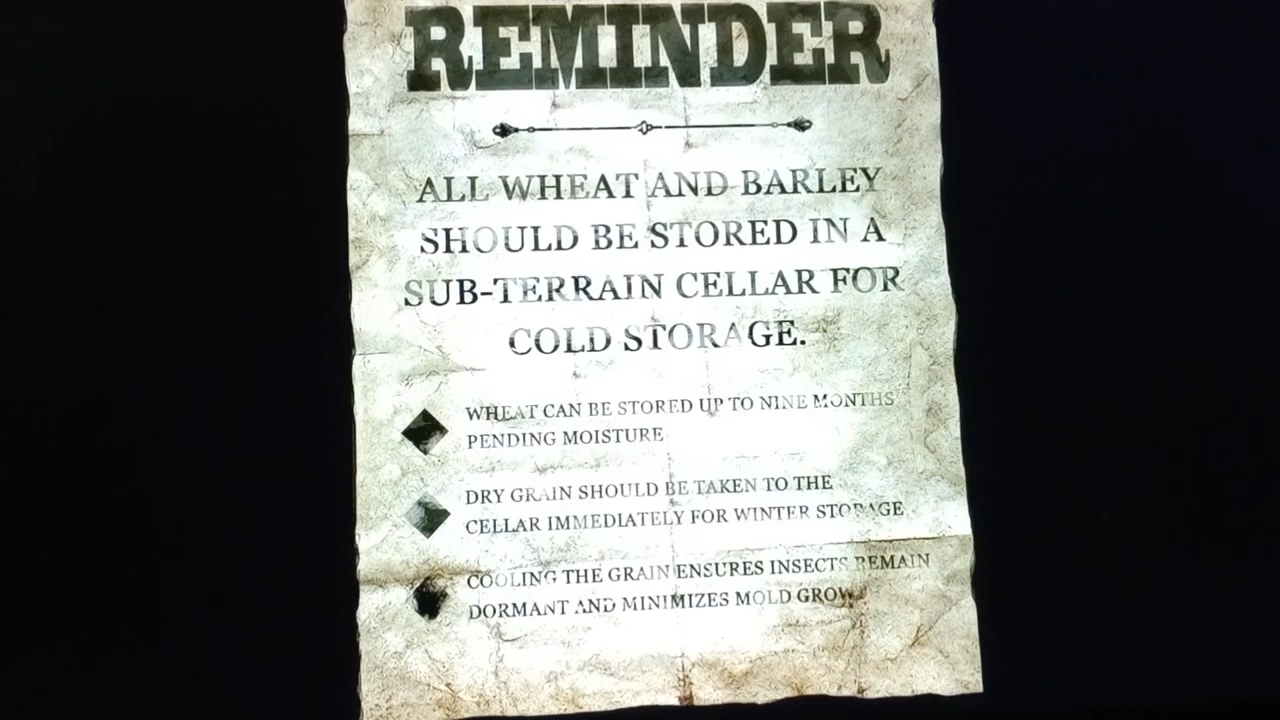 REMINDER
ALL WHEAT AND BARLEY
SHOULD BE STORED IN A
SUB-TERRAIN CELLAR FOR
COLD STORAGE.
WHEAT CAN BE STORED UP TO NINE MONTHS
PENDING MOISTURE
DRY GRAIN SHOULD BE TAKEN TO THE
CELLAR IMMEDIATELY FOR WINTER STORAGE
COOLING THE GRAIN ENSURES INSECTS REMAIN
DORMANT AND MINIMIZES MOLD